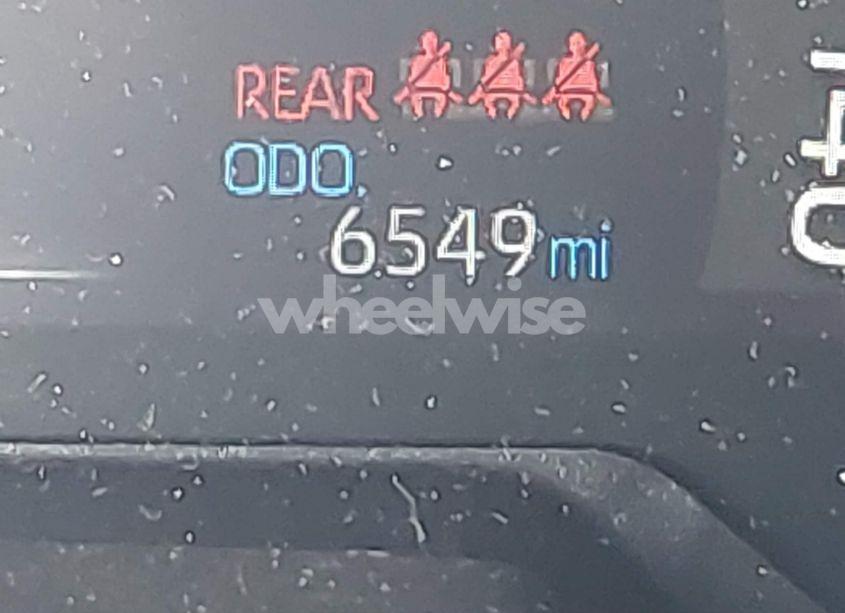 REAR
ODO.
6549 mi
wheelwise